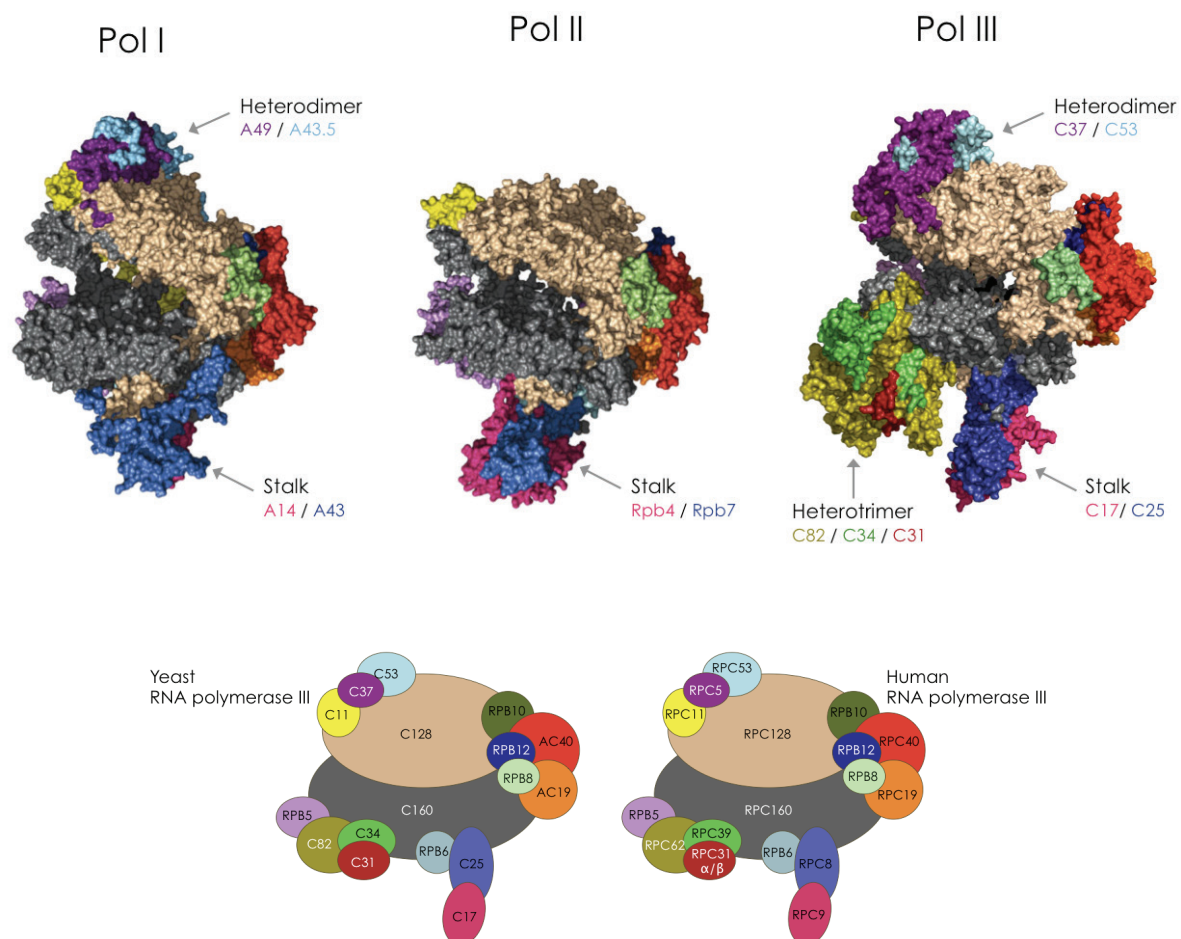 Pol I
Pol II
Pol III
Heterodimer
A49 / A43.5
Heterodimer
C37 / C53
Stalk
A14 / A43
Stalk
Rpb4 / Rpb7
Heterotrimer
C82 / C34 / C31
Stalk
C17/ C25
Yeast
RNA polymerase III
C53
C37
C11
C128
RPB10
RPB12
AC40
RPB8
AC19
C160
RPB5
C82
C34
C31
RPB6
C25
C17
Human
RNA polymerase III
RPC53
RPC5
RPC11
RPC128
RPB10
RPB12
RPC40
RPB8
RPC19
RPC160
RPB5
RPC62
RPC39
RPC31
α/β
RPB6
RPC8
RPC9